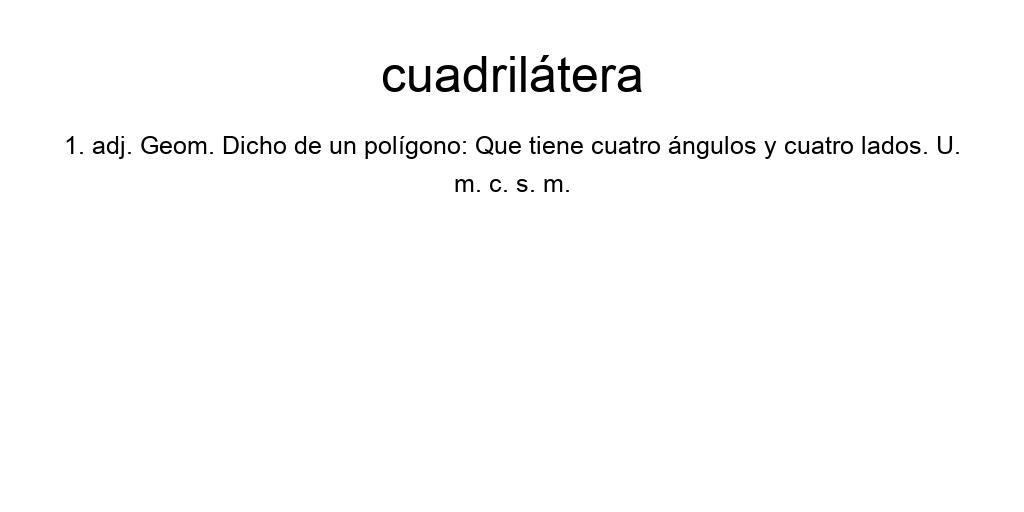 cuadrilátera
1. adj. Geom. Dicho de un polígono: Que tiene cuatro ángulos y cuatro lados. U.
m. c. s. m.